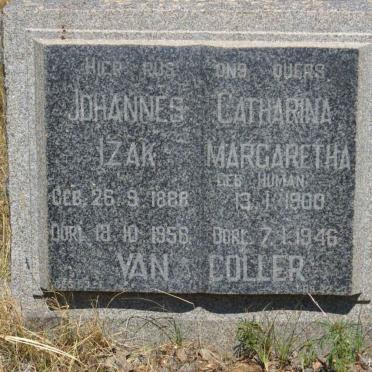 HIER RUS ONS OUERS
JOHANNES CATHARINA
IZAK MARGARETHA
GEB. HUMAN
GEB. 26.9.1888 13.1.1900
OORL. 13.10.1956 OORL. 7.1.1946
VAN COLLER